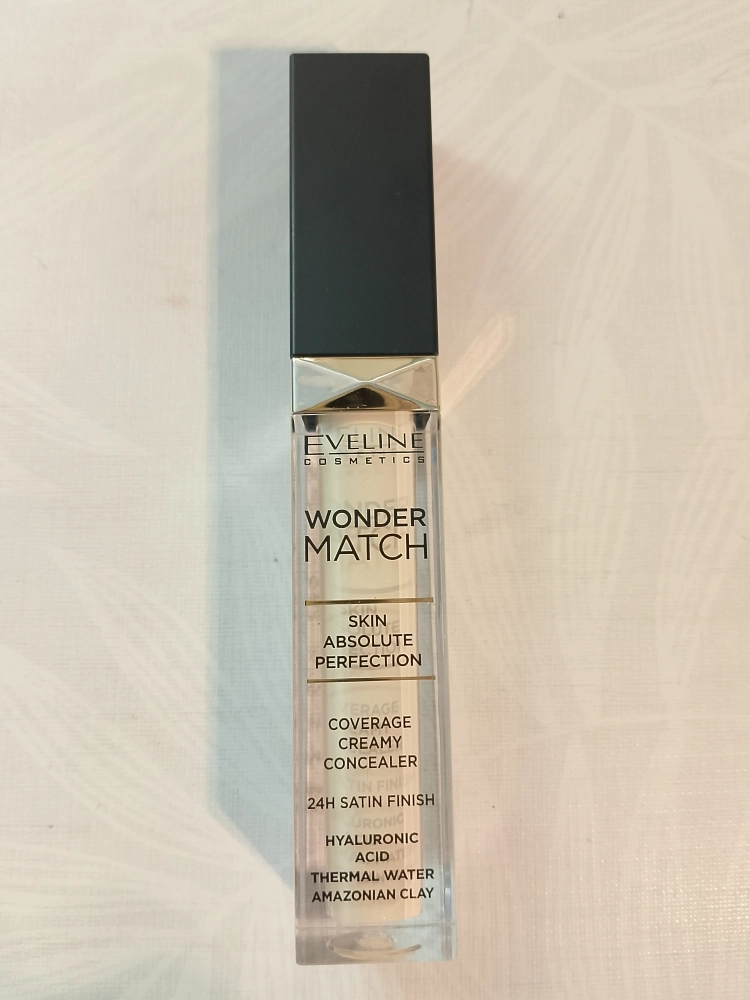 EVELINE
COSMETICS
WONDER
MATCH
SKIN
ABSOLUTE
PERFECTION
COVERAGE
CREAMY
CONCEALER
24H SATIN FINISH
HYALURONIC
ACID
THERMAL WATER
AMAZONIAN CLAY